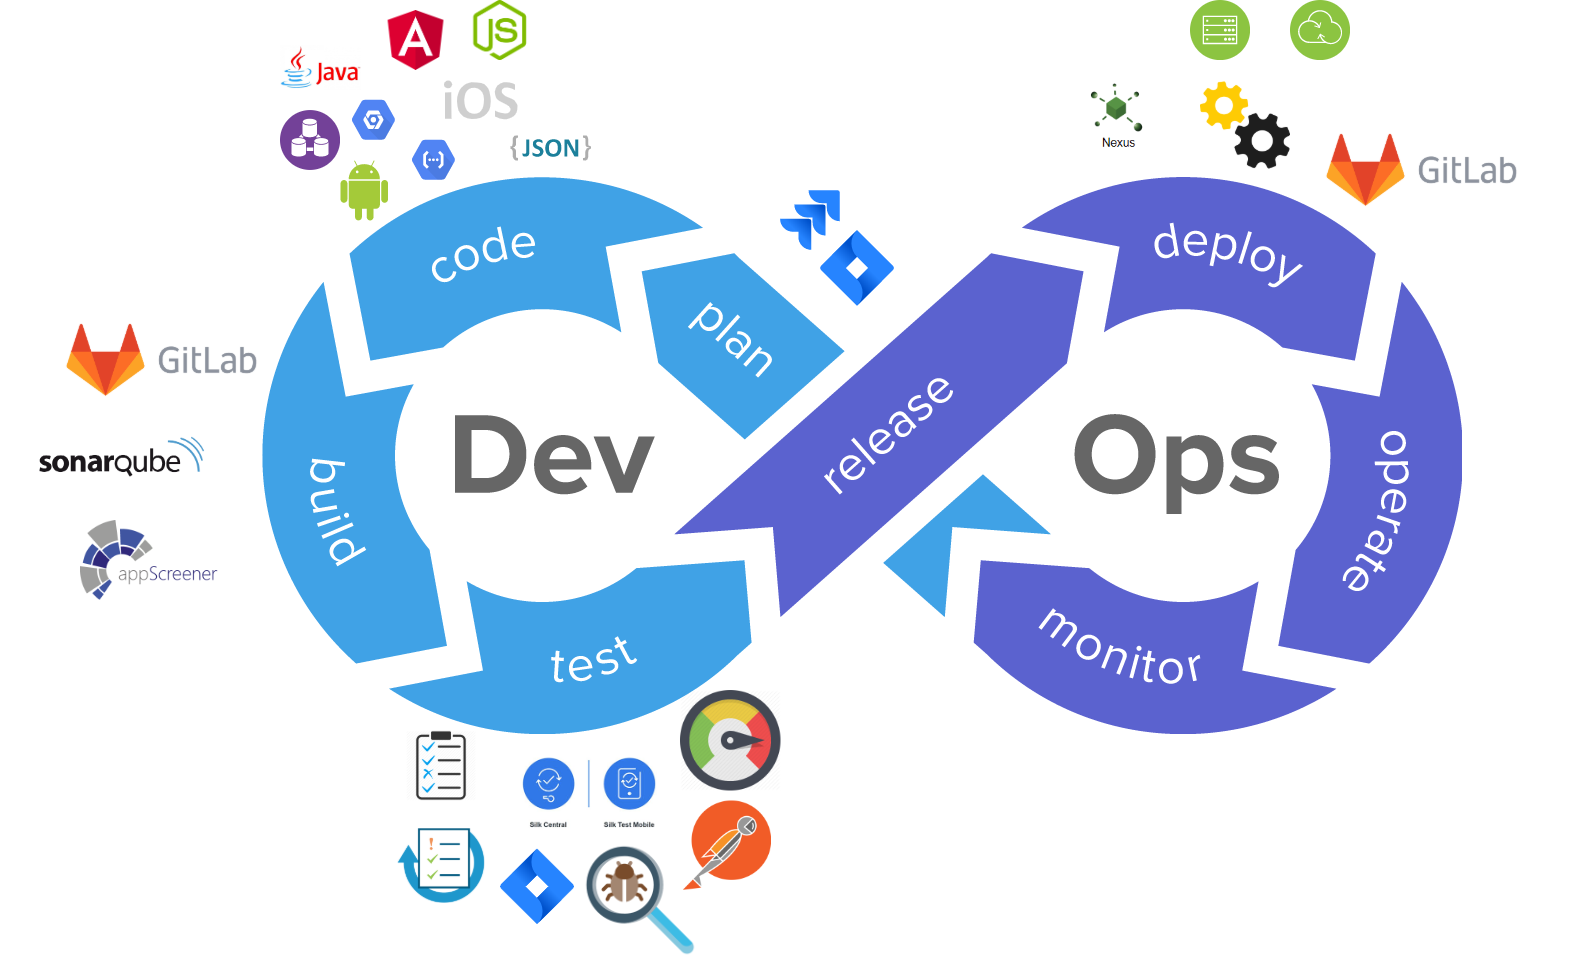 JS
Java
iOS
{JSON}
Nexus
GitLab
code
deploy
plan
GitLab
release
Dev
Ops
sonarqube
build
operate
appScreener
test
monitor
Silk Central
Silk Test Mobile